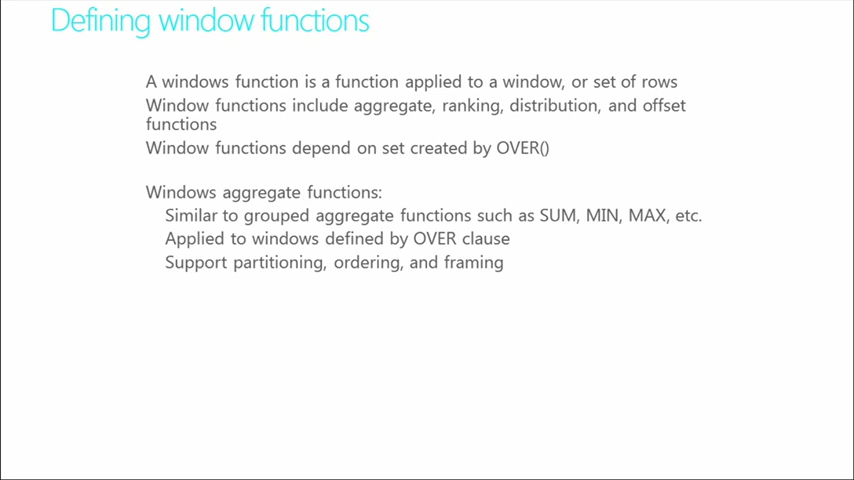 Defining window functions
A windows function is a function applied to a window, or set of rows
Window functions include aggregate, ranking, distribution, and offset
functions
Window functions depend on set created by OVER()
Windows aggregate functions:
Similar to grouped aggregate functions such as SUM, MIN, MAX, etc.
Applied to windows defined by OVER clause
Support partitioning, ordering, and framing